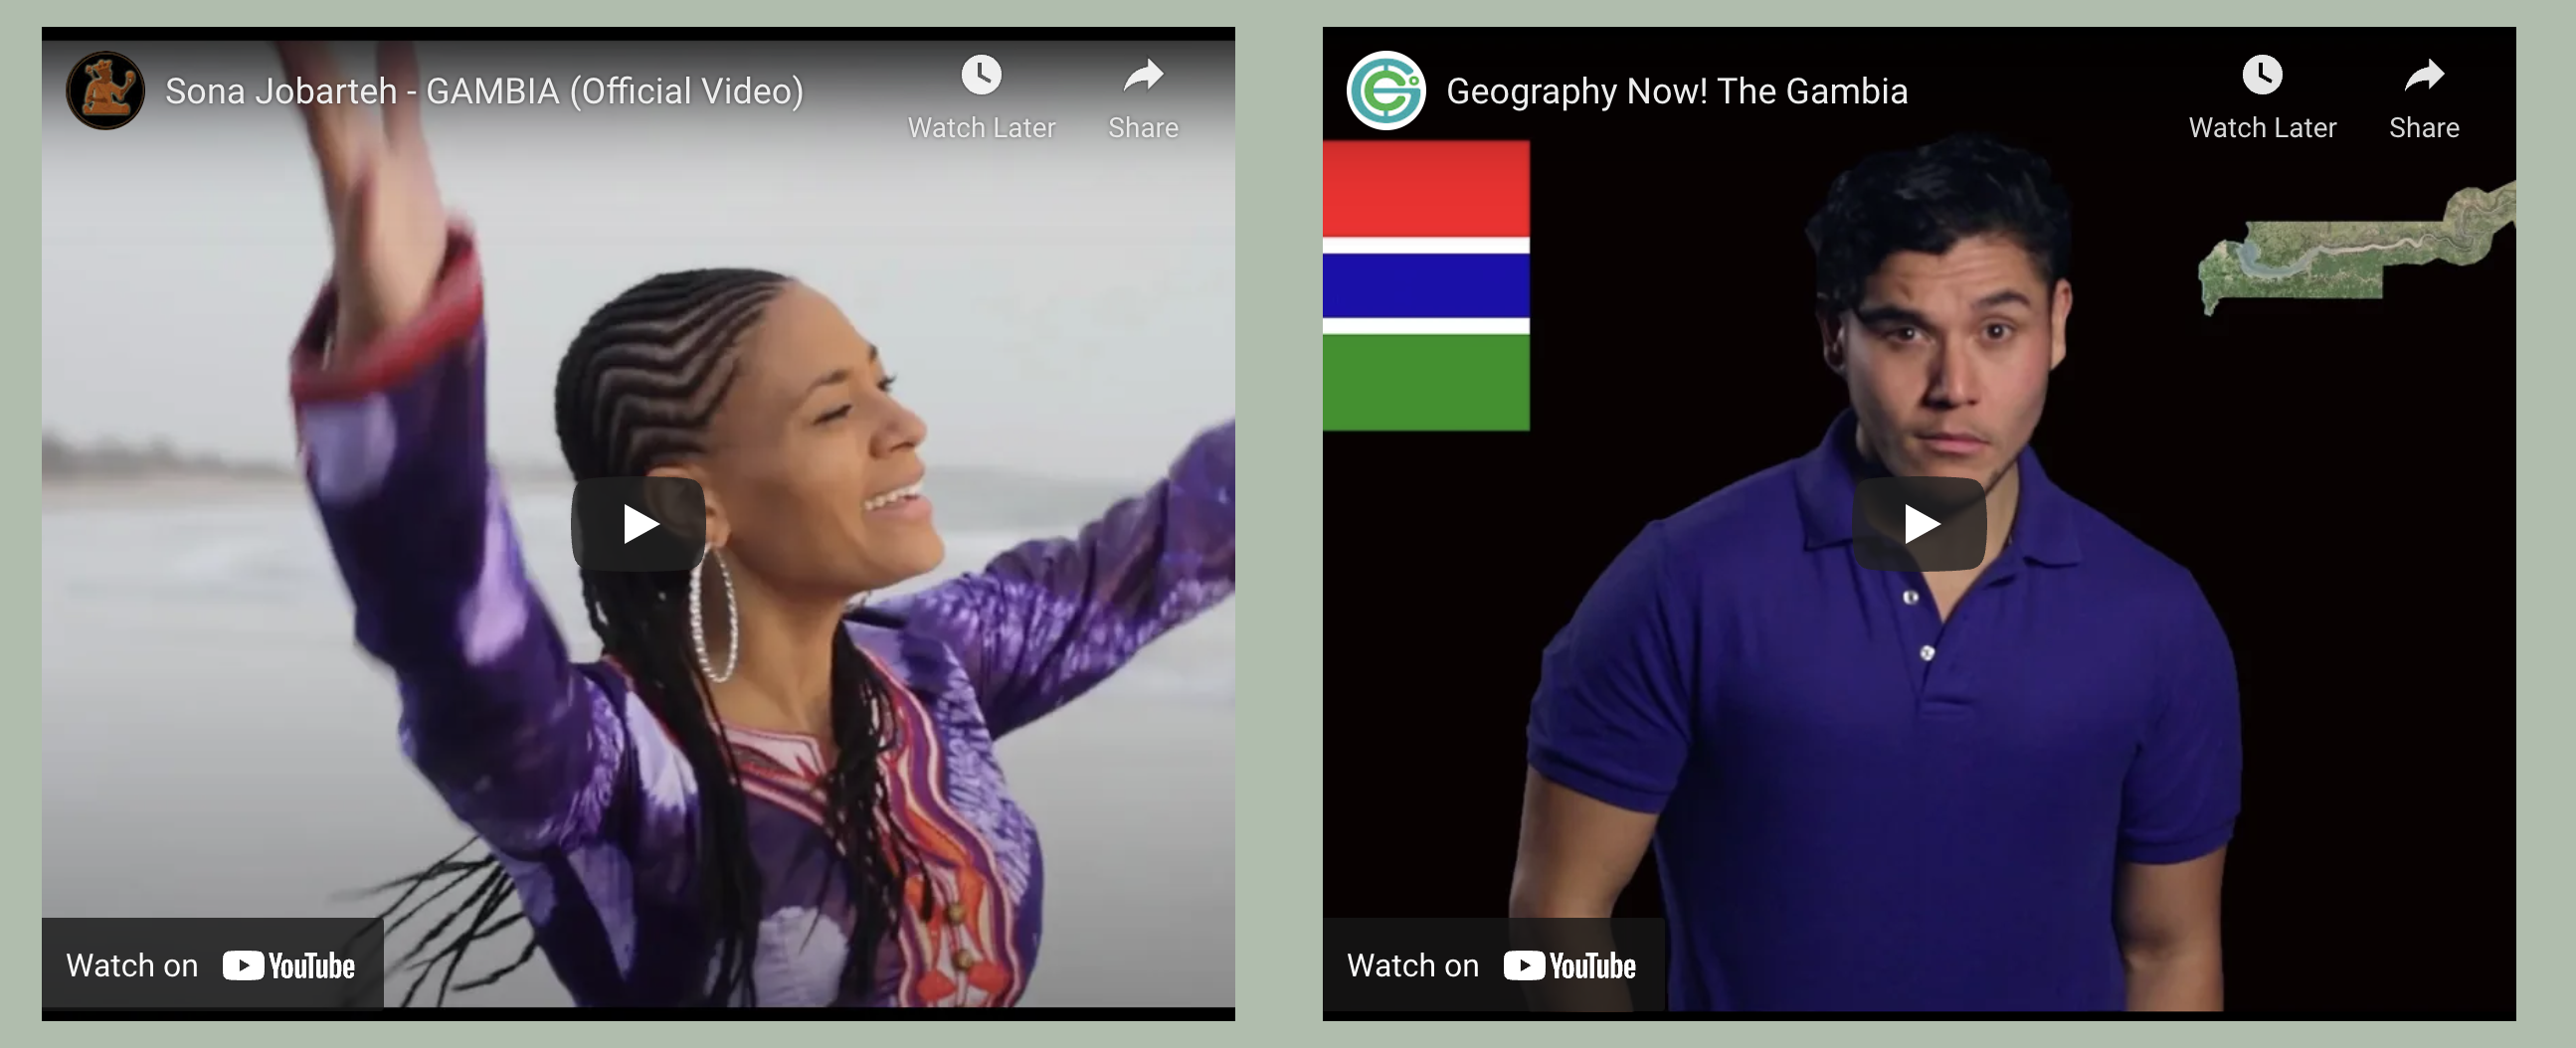 Sona Jobarteh - GAMBIA (Official Video)
Watch Later
Share
Watch on YouTube
Geography Now! The Gambia
Watch Later
Share
Watch on YouTube